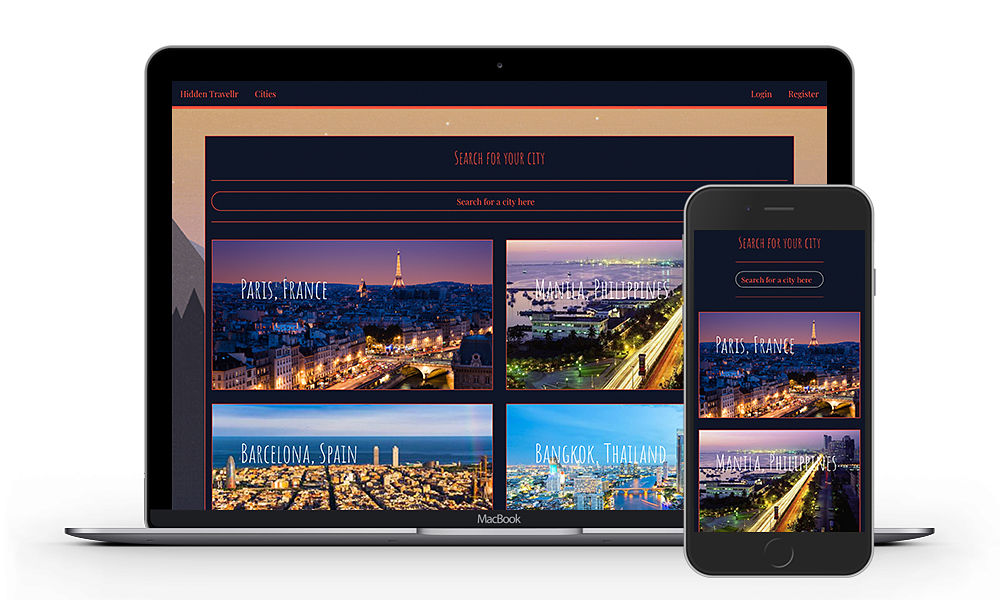 Hidden Travellr Cities Login Register
Search for your city
Search for a city here
Paris, France
Manila, Philippines
Barcelona, Spain
Bangkok, Thailand
MacBook
Search for your city
Search for a city here
Paris, France
Manila, Philippines